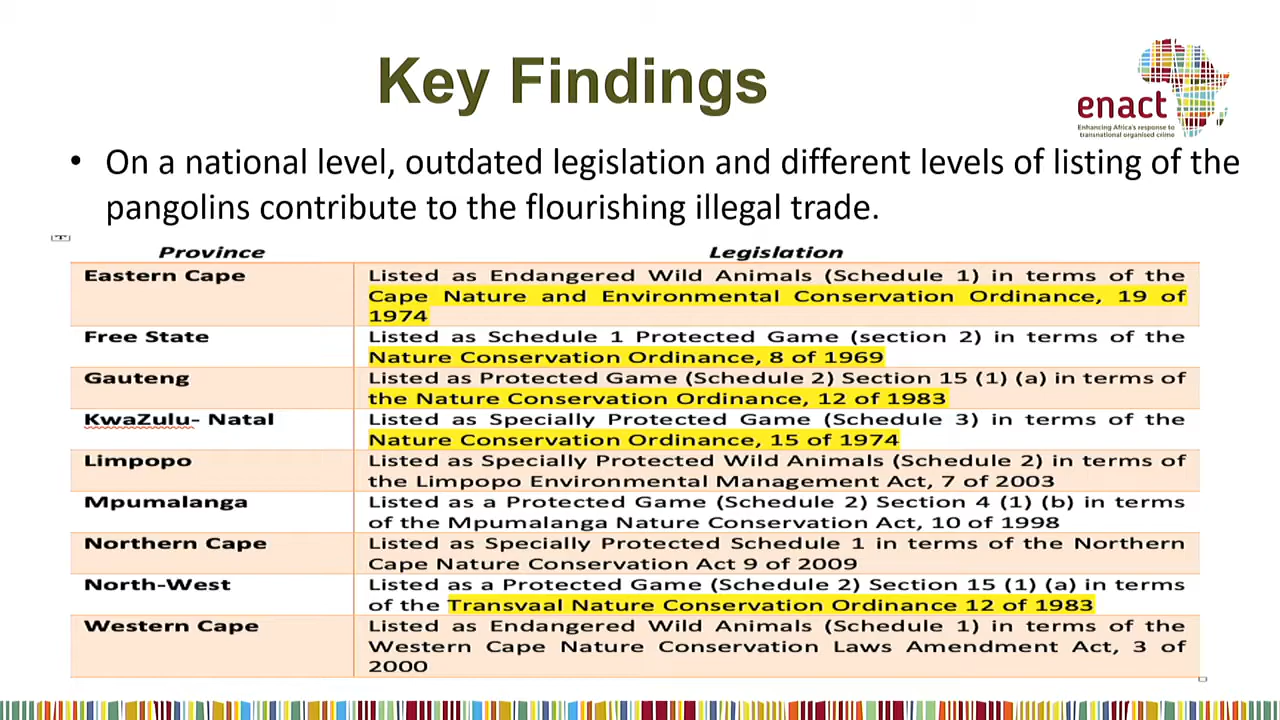 Key Findings
enact
Enhancing Africa's response to
transnational organised crime
• On a national level, outdated legislation and different levels of listing of the
pangolins contribute to the flourishing illegal trade.
Province Legislation
Eastern Cape Listed as Endangered Wild Animals (Schedule 1) in terms of the
Cape Nature and Environmental Conservation Ordinance, 19 of
1974
Free State Listed as Schedule 1 Protected Game (section 2) in terms of the
Nature Conservation Ordinance, 8 of 1969
Gauteng Listed as Protected Game (Schedule 2) Section 15 (1) (a) in terms of
the Nature Conservation Ordinance, 12 of 1983
KwaZulu- Natal Listed as Specially Protected Game (Schedule 3) in terms of the
Nature Conservation Ordinance, 15 of 1974
Limpopo Listed as Specially Protected Wild Animals (Schedule 2) in terms of
the Limpopo Environmental Management Act, 7 of 2003
Mpumalanga Listed as a Protected Game (Schedule 2) Section 4 (1) (b) in terms
of the Mpumalanga Nature Conservation Act, 10 of 1998
Northern Cape Listed as Specially Protected Schedule 1 in terms of the Northern
Cape Nature Conservation Act 9 of 2009
North-West Listed as a Protected Game (Schedule 2) Section 15 (1) (a) in terms
of the Transvaal Nature Conservation Ordinance 12 of 1983
Western Cape Listed as Endangered Wild Animals (Schedule 1) in terms of the
Western Cape Nature Conservation Laws Amendment Act, 3 of
2000